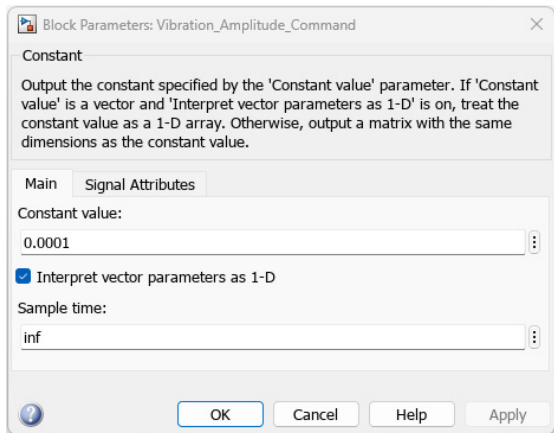 Block Parameters: Vibration_Amplitude_Command
Constant
Output the constant specified by the 'Constant value' parameter. If 'Constant
value' is a vector and 'Interpret vector parameters as 1-D' is on, treat the
constant value as a 1-D array. Otherwise, output a matrix with the same
dimensions as the constant value.
Main Signal Attributes
Constant value:
0.0001
Interpret vector parameters as 1-D
Sample time:
inf
OK Cancel Help Apply